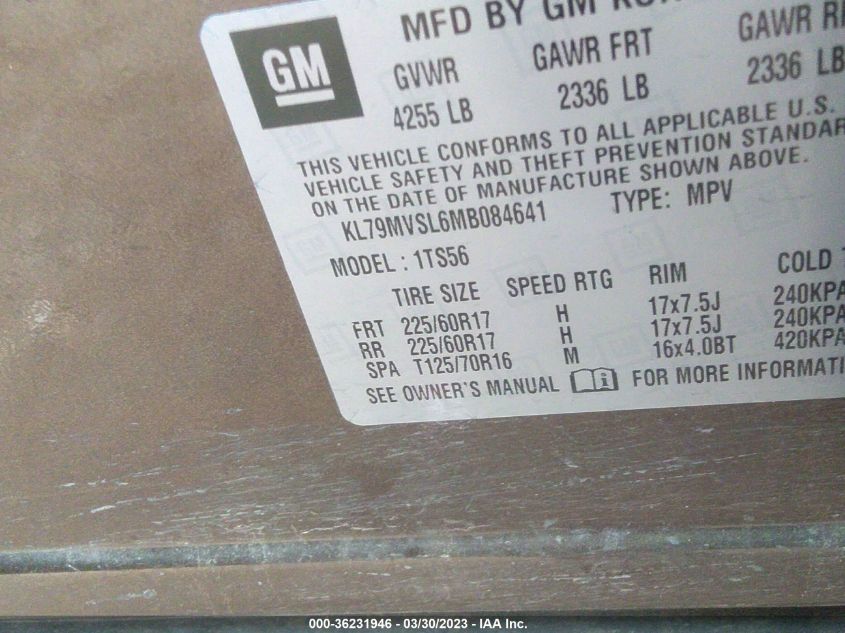 GM
MFD BY GM
GVWR GAWR FRT GAWR
4255 LB 2336 LB 2336 LB
THIS VEHICLE CONFORMS TO ALL APPLICABLE U.S.
VEHICLE SAFETY AND THEFT PREVENTION STANDAR
ON THE DATE OF MANUFACTURE SHOWN ABOVE.
KL79MVSL6MB084641 TYPE: MPV
MODEL : 1TS56
TIRE SIZE SPEED RTG RIM COLD
FRT 225/60R17 H 17x7.5J 240KPA
RR 225/60R17 H 17x7.5J 240KPA
SPA T125/70R16 M 16x4.0BT 420KPA
SEE OWNER'S MANUAL FOR MORE INFORMATI
000-36231946 - 03/30/2023 - IAA Inc.